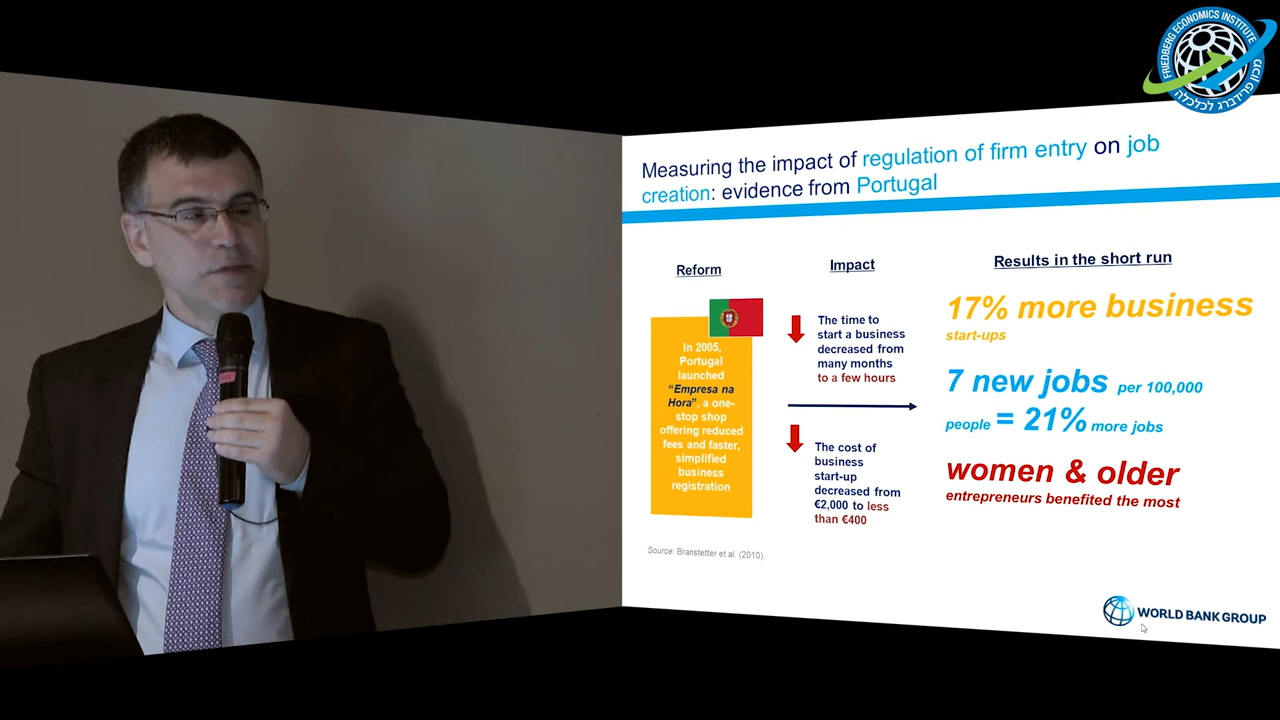 FRIEDBERG ECONOMICS INSTITUTE
מכון פרידברג לכלכלה
Measuring the impact of regulation of firm entry on job
creation: evidence from Portugal
Reform
In 2005,
Portugal
launched
“Empresa na
Hora”, a one-
stop shop
offering reduced
fees and faster,
simplified
business
registration
Impact
The time to
start a business
decreased from
many months
to a few hours
The cost of
business
start-up
decreased from
€2,000 to less
than €400
Results in the short run
17% more business
start-ups
7 new jobs per 100,000
people = 21% more jobs
women & older
entrepreneurs benefited the most
Source: Branstetter et al. (2010).
WORLD BANK GROUP